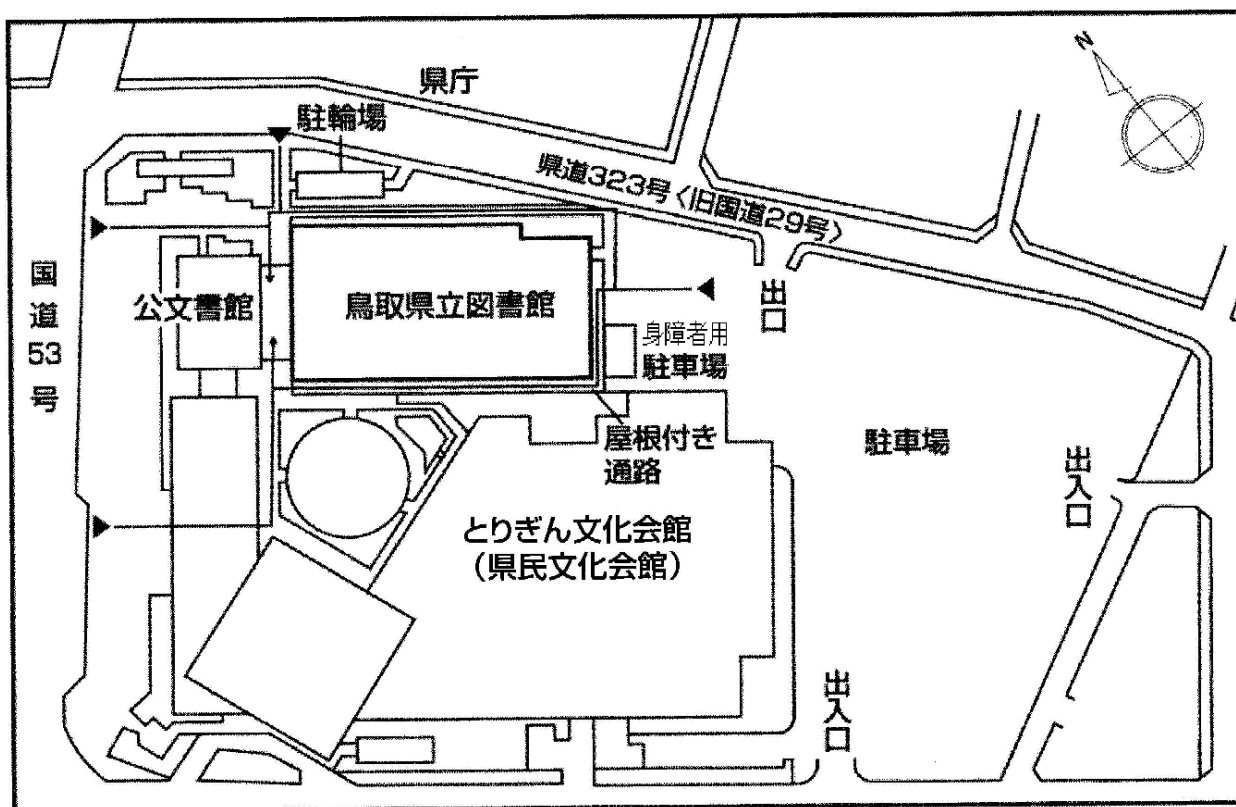 N
県庁
駐輪場
県道323号〈旧国道29号〉
国道53号
公文書館
鳥取県立図書館
出口
身障者用
駐車場
駐車場
屋根付き
通路
出入口
とりぎん文化会館
（県民文化会館）
出入口